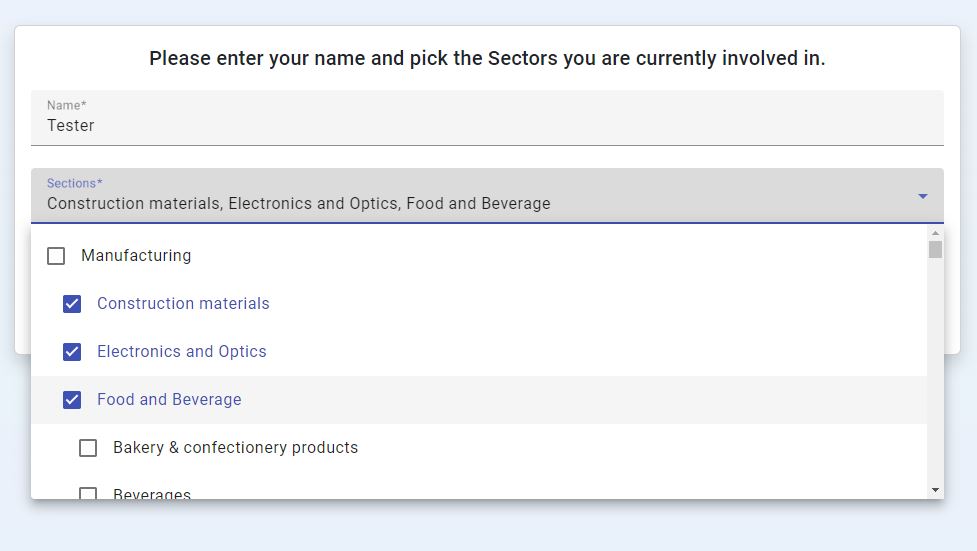 Please enter your name and pick the Sectors you are currently involved in.
Name*
Tester
Sections*
Construction materials, Electronics and Optics, Food and Beverage
Manufacturing
Construction materials
Electronics and Optics
Food and Beverage
Bakery & confectionery products
Beverages